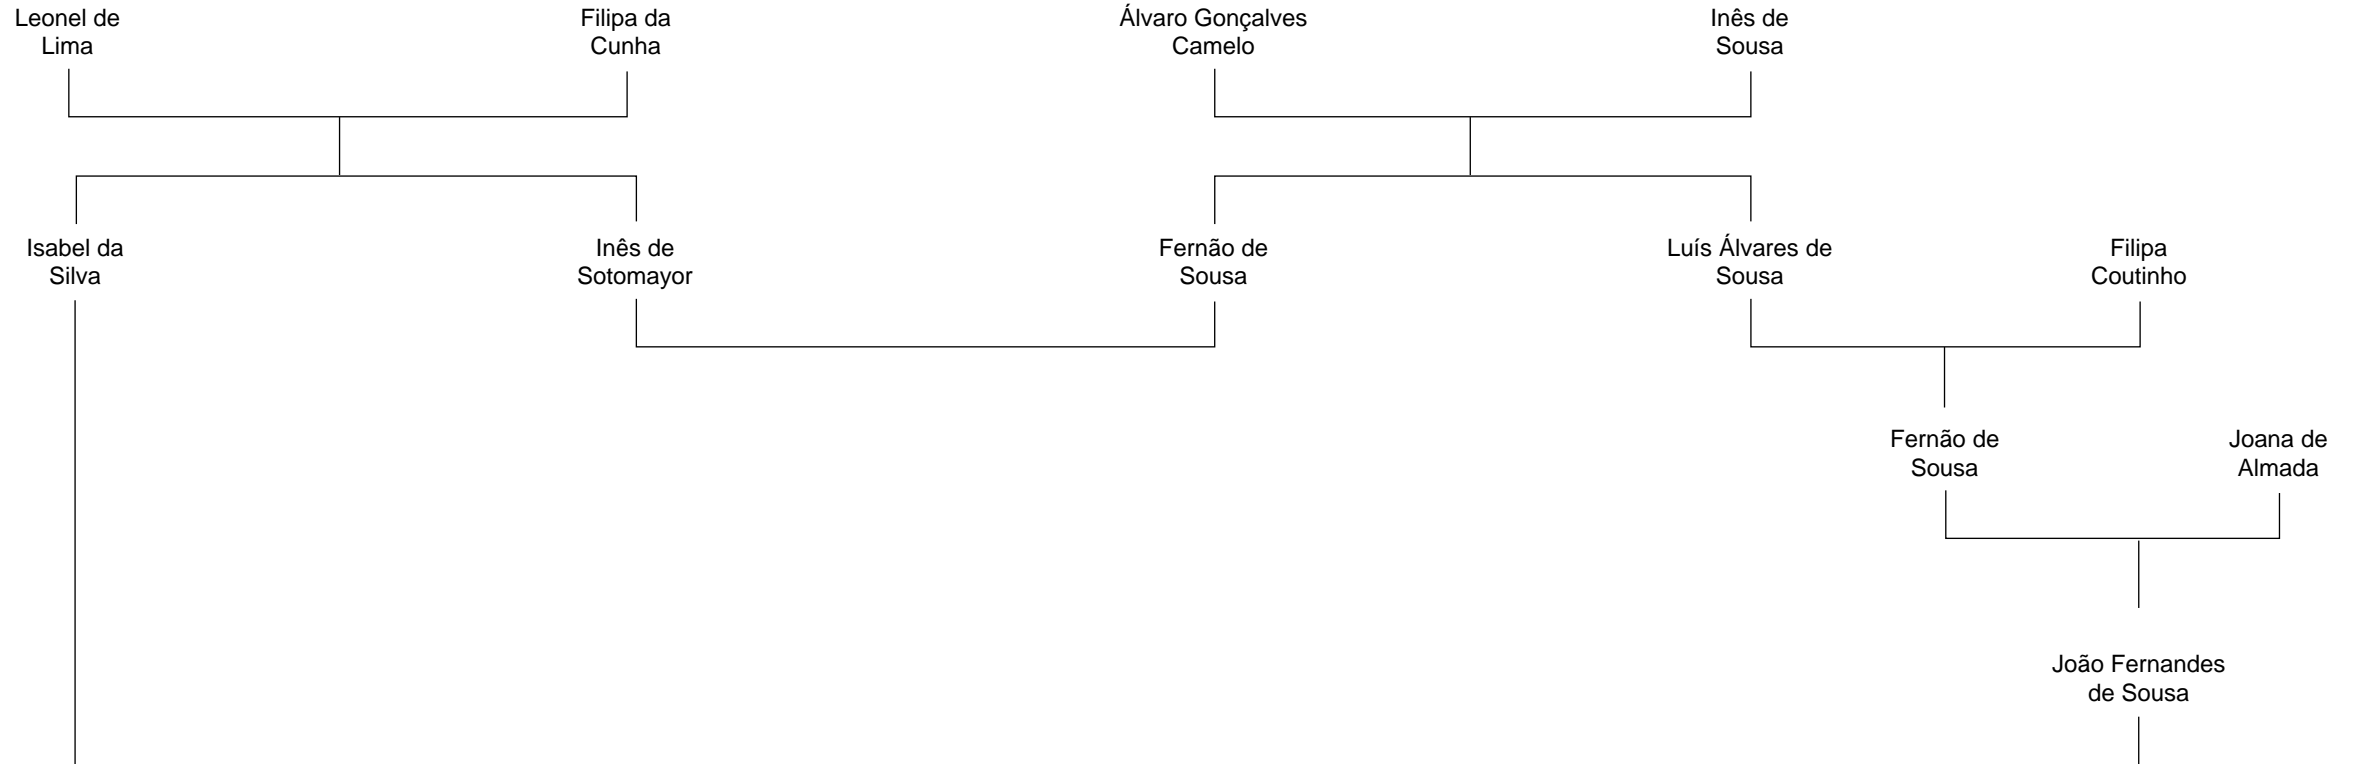 Leonel de
Lima
Filipa da
Cunha
Álvaro Gonçalves
Camelo
Inês de
Sousa
Isabel da
Silva
Inês de
Sotomayor
Fernão de
Sousa
Luís Álvares de
Sousa
Filipa
Coutinho
Fernão de
Sousa
Joana de
Almada
João Fernandes
de Sousa